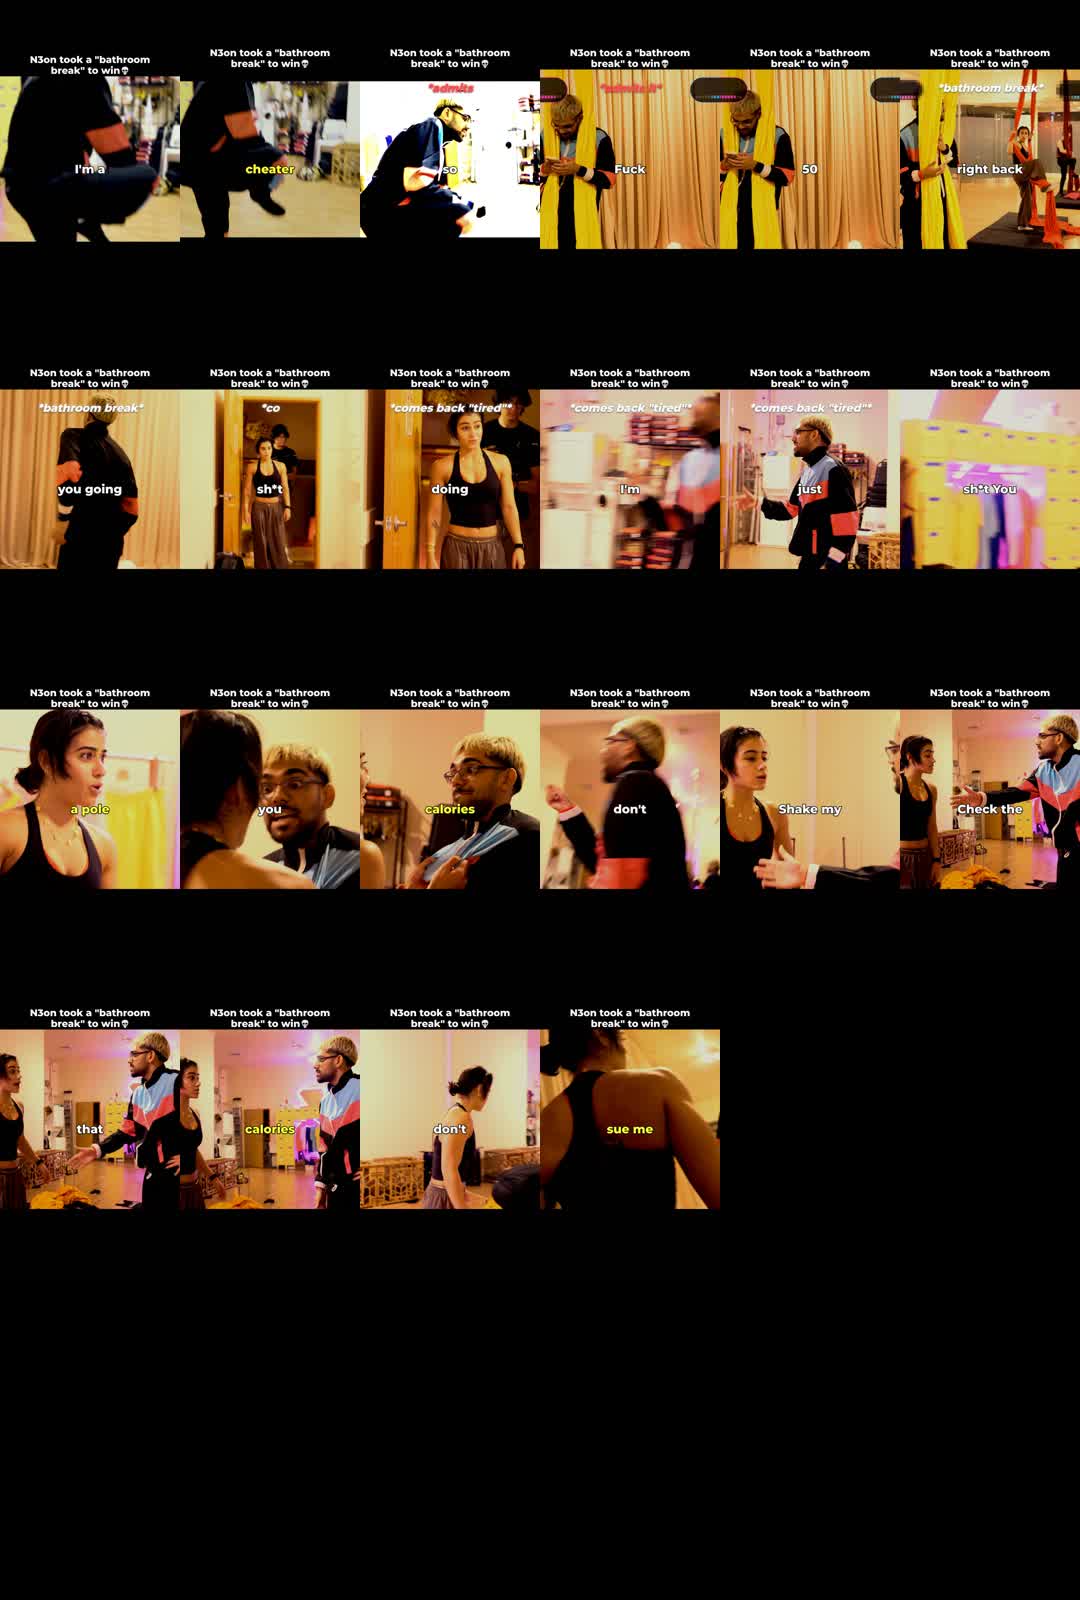 N3on took a "bathroom
break" to win💀
I'm a
N3on took a "bathroom
break" to win💀
cheater
N3on took a "bathroom
break" to win💀
*admits
so
N3on took a "bathroom
break" to win💀
*admits it*
Fuck
N3on took a "bathroom
break" to win💀
50
N3on took a "bathroom
break" to win💀
*bathroom break*
right back
N3on took a "bathroom
break" to win💀
*bathroom break*
you going
N3on took a "bathroom
break" to win💀
*co
sh*t
N3on took a "bathroom
break" to win💀
*comes back "tired"*
doing
N3on took a "bathroom
break" to win💀
*comes back "tired"*
I'm
N3on took a "bathroom
break" to win💀
*comes back "tired"*
just
N3on took a "bathroom
break" to win💀
sh*t You
N3on took a "bathroom
break" to win💀
a pole
N3on took a "bathroom
break" to win💀
you
N3on took a "bathroom
break" to win💀
calories
N3on took a "bathroom
break" to win💀
don't
N3on took a "bathroom
break" to win💀
Shake my
N3on took a "bathroom
break" to win💀
Check the
N3on took a "bathroom
break" to win💀
that
N3on took a "bathroom
break" to win💀
calories
N3on took a "bathroom
break" to win💀
don't
N3on took a "bathroom
break" to win💀
sue me